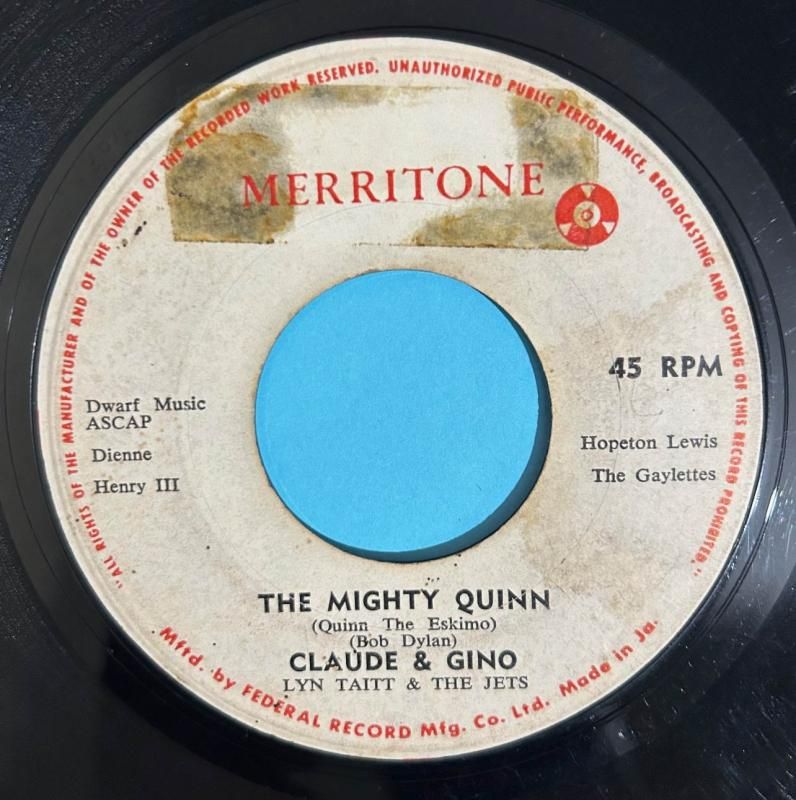 "ALL RIGHTS OF THE MANUFACTURER AND OF THE OWNER OF THE RECORDED WORK RESERVED. UNAUTHORIZED PUBLIC PERFORMANCE, BROADCASTING AND COPYING OF THIS RECORD PROHIBITED."
MERRITONE
45 RPM
Dwarf Music
ASCAP
Dienne
Henry III
Hopeton Lewis
The Gaylettes
THE MIGHTY QUINN
(Quinn The Eskimo)
(Bob Dylan)
CLAUDE & GINO
LYN TAITT & THE JETS
Mftd. by FEDERAL RECORD Mfg. Co. Ltd. Made in Ja.